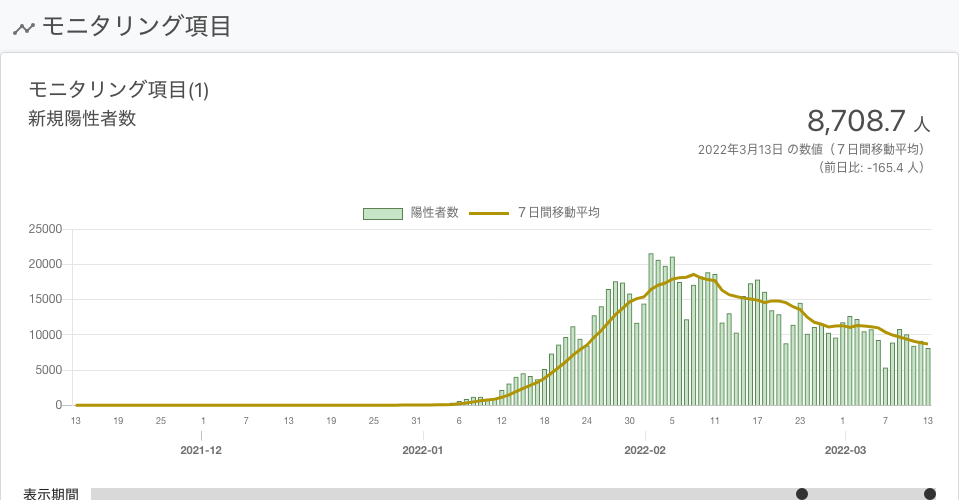 モニタリング項目
モニタリング項目(1)
新規陽性者数
8,708.7 人
2022年3月13日 の数値（７日間移動平均）
（前日比: -165.4 人）
陽性者数 ７日間移動平均
25000
20000
15000
10000
5000
0
13 19 25 1 7 13 19 25 31 6 12 18 24 30 5 11 17 23 1 7 13
2021-12 2022-01 2022-02 2022-03
表示期間